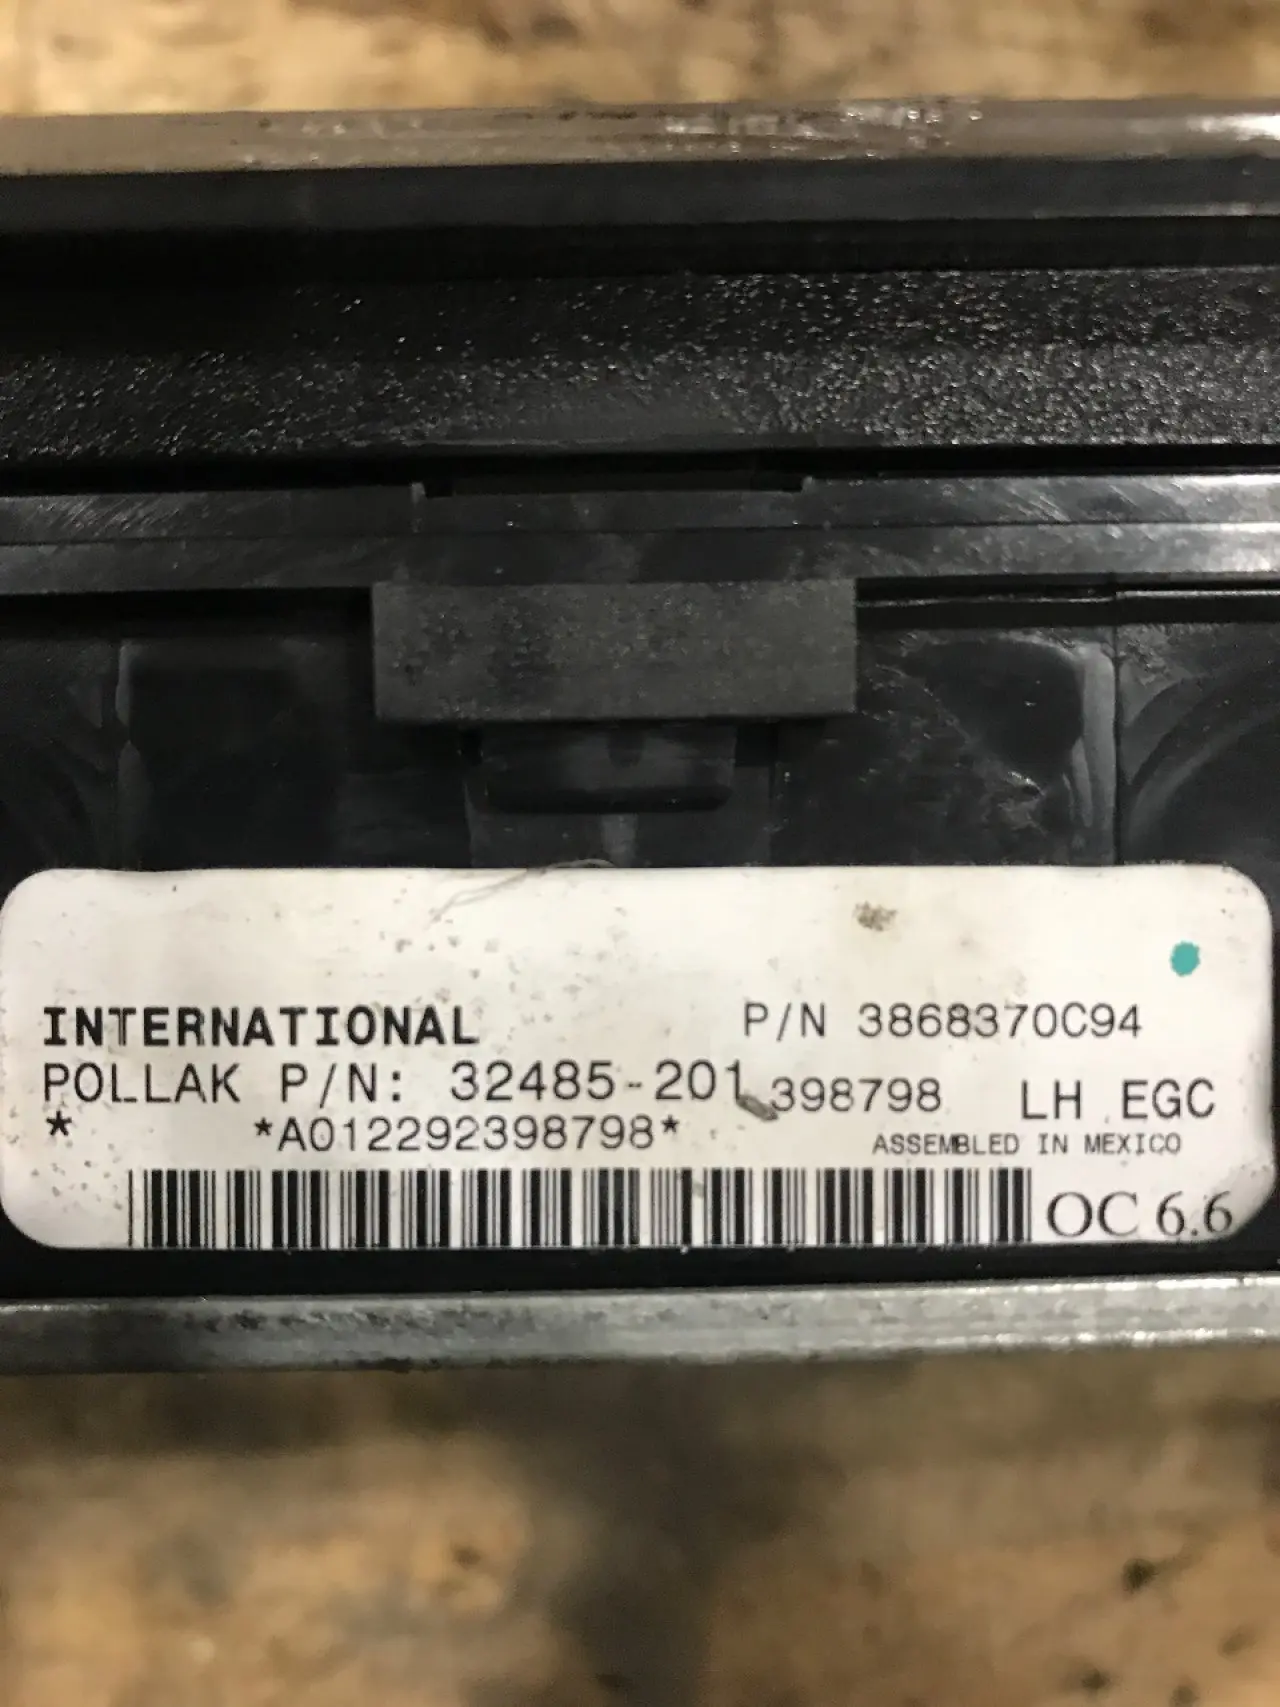 INTERNATIONAL P/N 3868370C94
POLLAK P/N: 32485-201 398798 LH EGC
* *A012292398798* ASSEMBLED IN MEXICO
OC 6.6